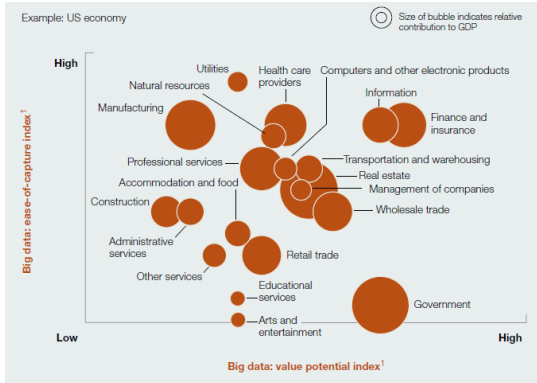 Example: US economy
Size of bubble indicates relative
contribution to GDP
High
Utilities
Health care
providers
Computers and other electronic products
Natural resources
Information
Manufacturing
Finance and
insurance
Professional services
Transportation and warehousing
Real estate
Accommodation and food
Management of companies
Construction
Wholesale trade
Administrative
services
Retail trade
Other services
Educational
services
Government
Arts and
entertainment
Low
High
Big data: ease-of-capture index1
Big data: value potential index1